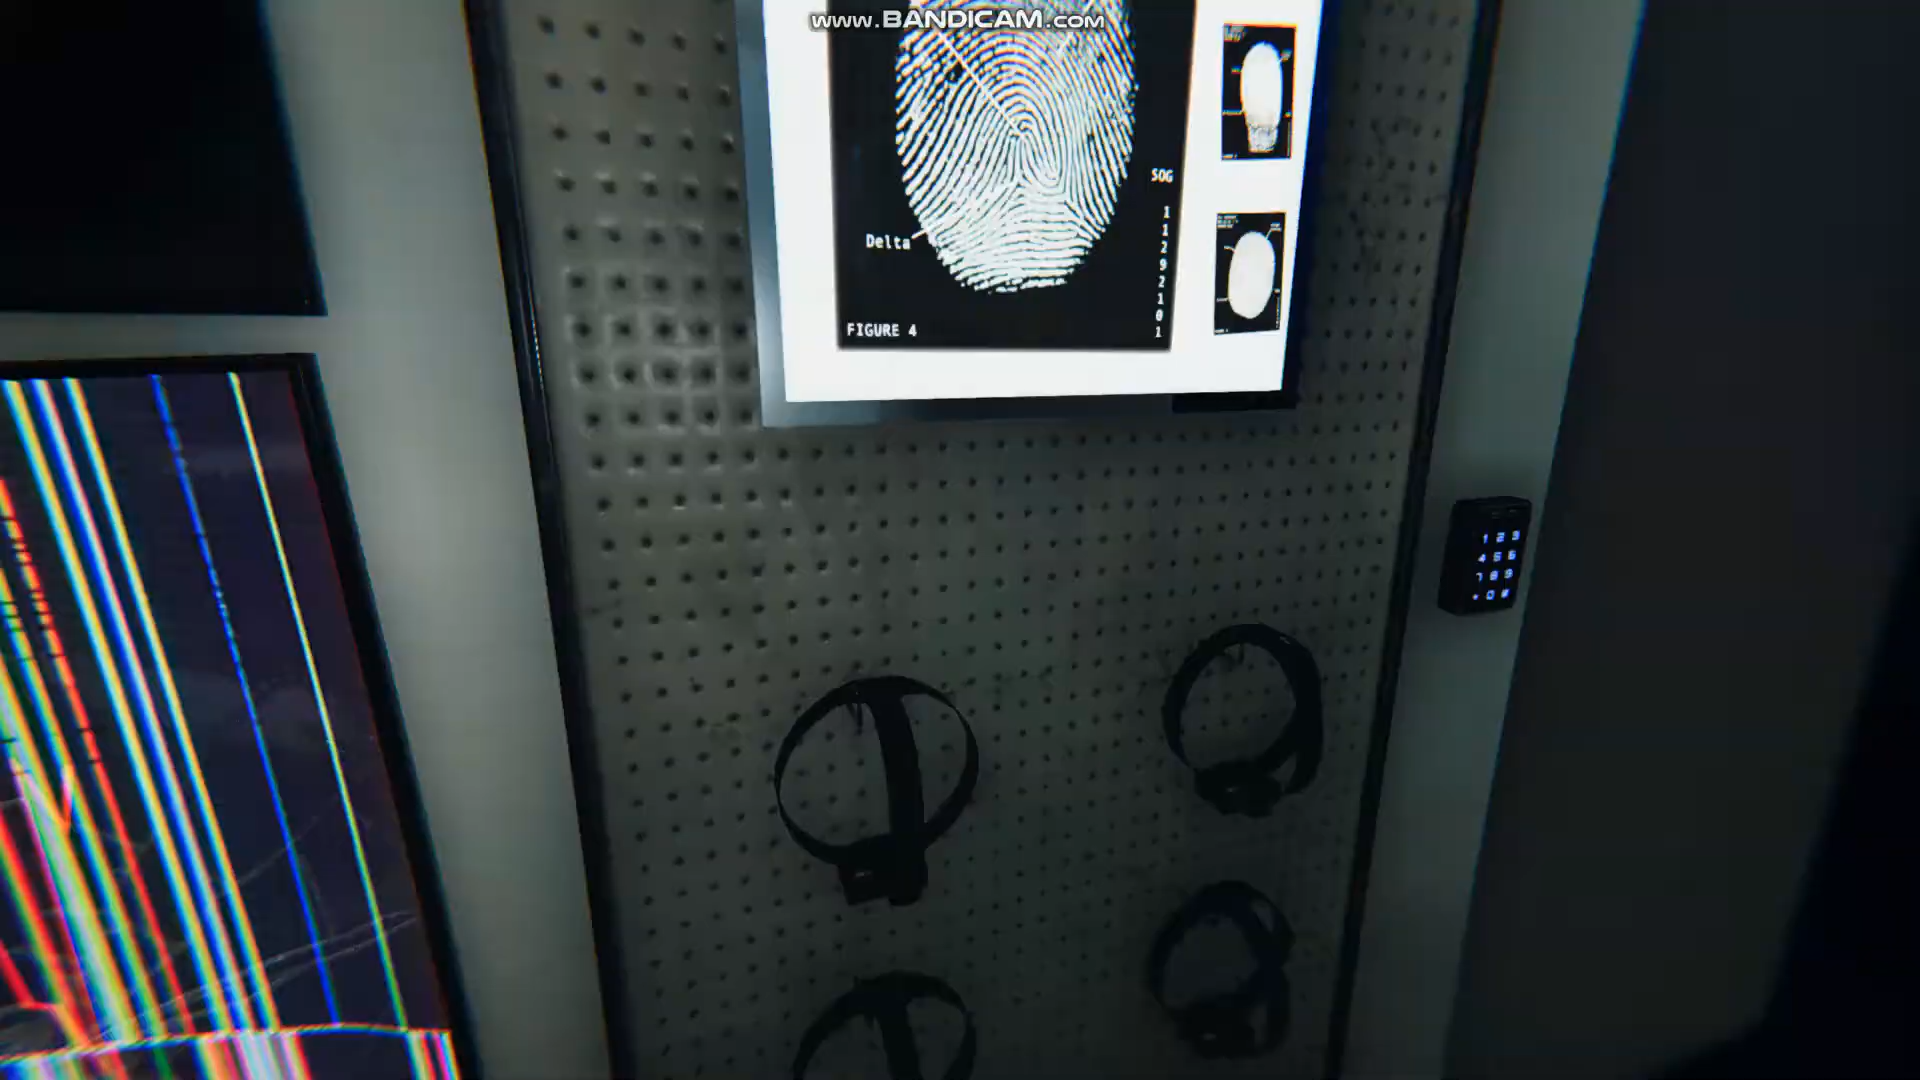 www.BANDICAM.com
SOG
1
1
2
9
2
1
0
1
Delta
FIGURE 4
1 2 3
4 5 6
7 8 9
* 0 #